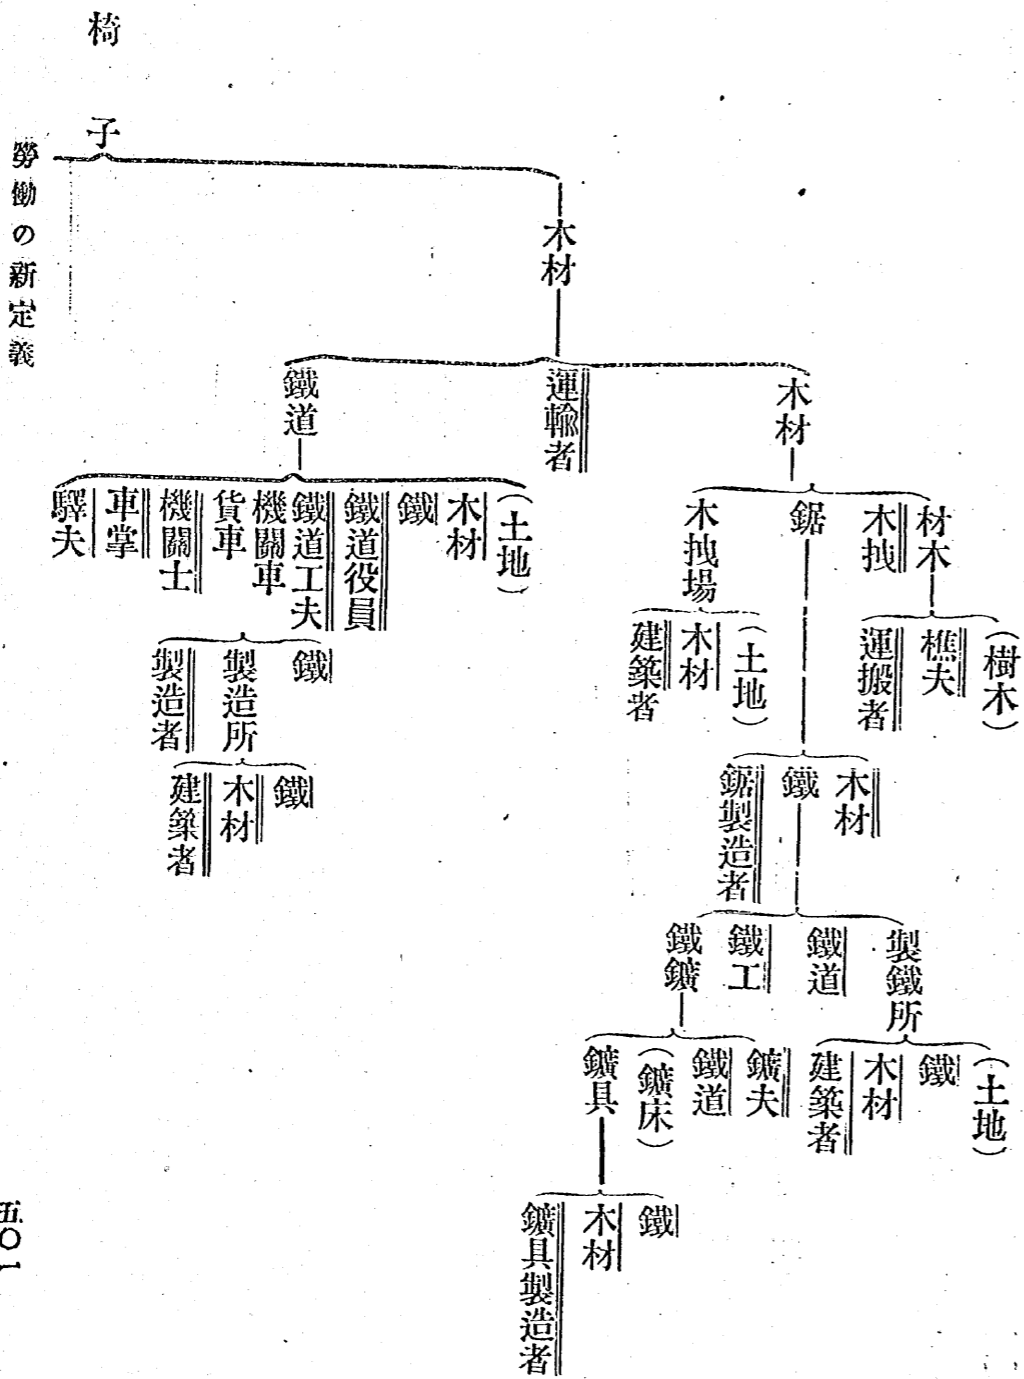 椅子
木材
木材
運輸者
鐵道
材木
木拽
鋸
木拽場
(樹木)
樵夫
運搬者
(土地)
木材
建築者
木材
鐵
鋸製造者
製鐵所
鐵道
鐵工
鐵鑛
(土地)
鐵
木材
建築者
鑛夫
鐵道
(鑛床)
鑛具
鐵
木材
鑛具製造者
(土地)
木材
鐵
鐵道役員
鐵道工夫
機關車
貨車
機關士
車掌
驛夫
鐵
製造所
製造者
鐵
木材
建築者
勞働の新定義
五〇一